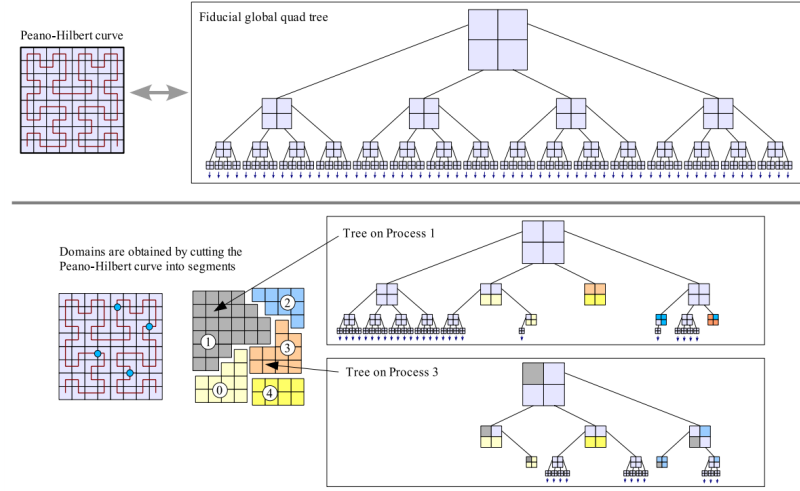 Fiducial global quad tree
Peano-Hilbert curve
Domains are obtained by cutting the
Peano-Hilbert curve into segments
Tree on Process 1
2
1
3
Tree on Process 3
0
4